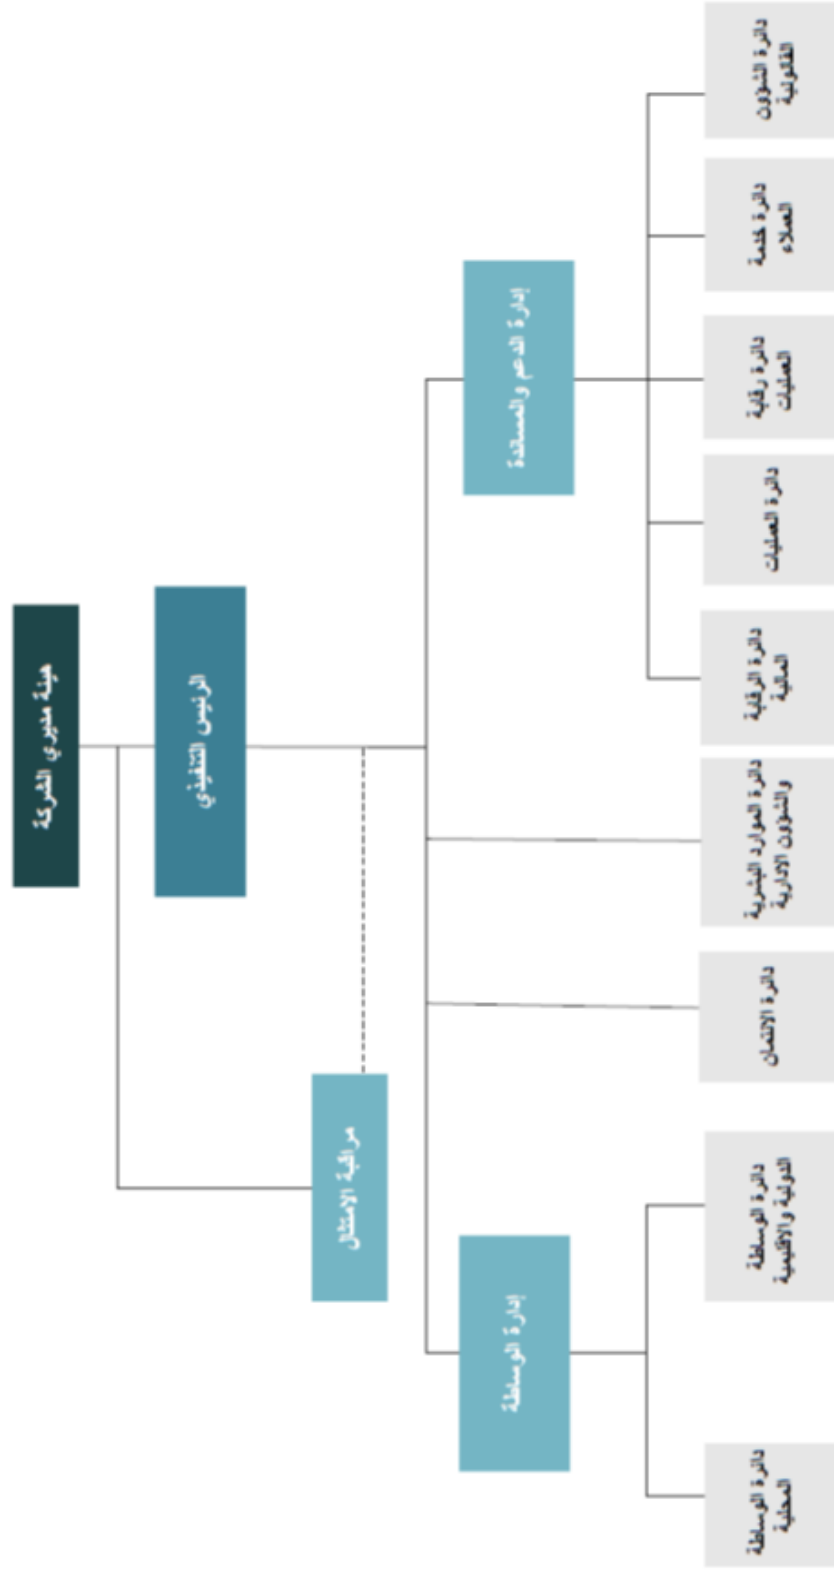 هيئة مديري الشركة
الرئيس التنفيذي
مراقبة الامتثال
إدارة الدعم والمساندة
إدارة الوساطة
دائرة الشؤون
القانونية
دائرة خدمة
العملاء
دائرة رقابة
العمليات
دائرة العمليات
دائرة الرقابة
المالية
دائرة الموارد البشرية
والشؤون الادارية
دائرة الائتمان
دائرة الوساطة
الدولية والاقليمية
دائرة الوساطة
المحلية